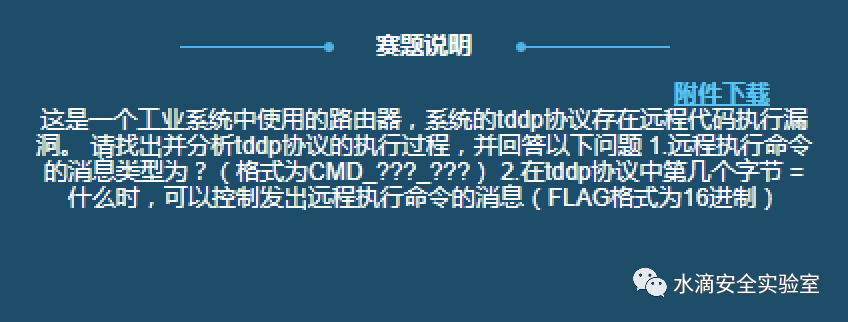 赛题说明
附件下载
这是一个工业系统中使用的路由器，系统的tddp协议存在远程代码执行漏
洞。 请找出并分析tddp协议的执行过程，并回答以下问题 1.远程执行命令
的消息类型为？（格式为CMD_???_???） 2.在tddp协议中第几个字节 =
什么时，可以控制发出远程执行命令的消息（FLAG格式为16进制）
水滴安全实验室